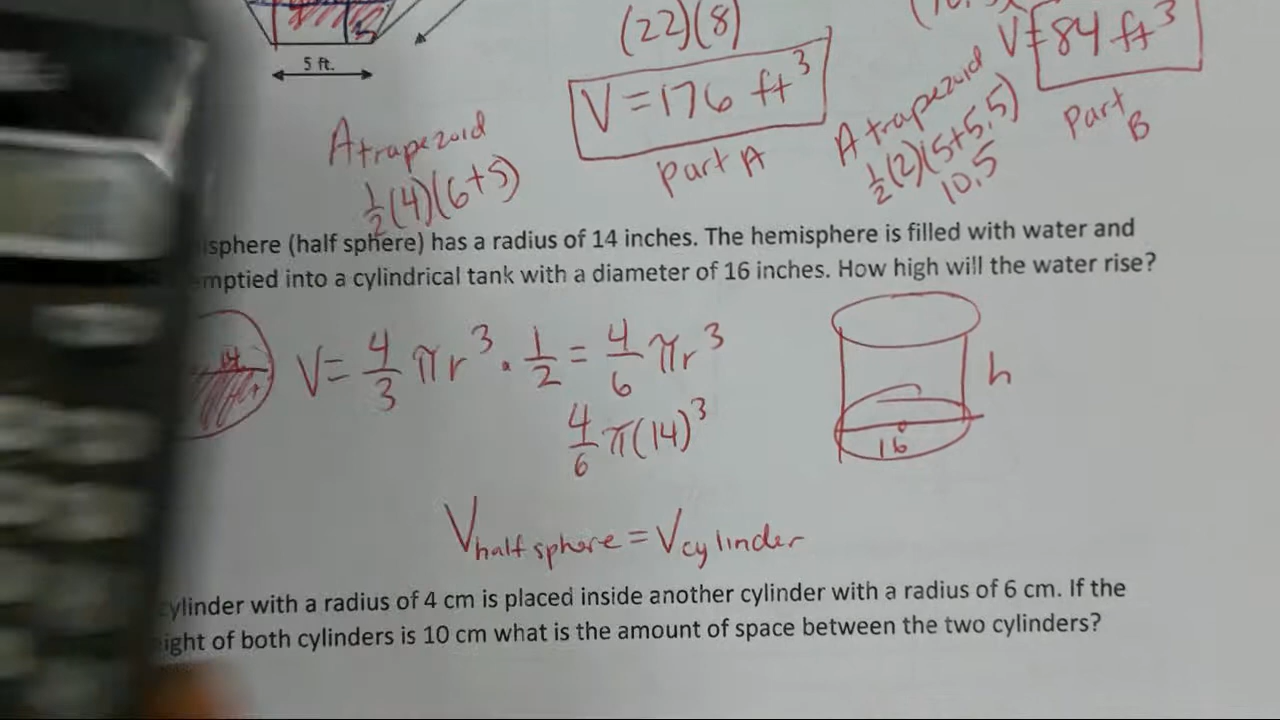 5 ft.
(22)(8)
V=176 ft³
Part A
V=84 ft³
Part B
A trapezoid
½(4)(6+5)
A trapezoid
½(2)(5+5.5)
10.5
sphere (half sphere) has a radius of 14 inches. The hemisphere is filled with water and
mptied into a cylindrical tank with a diameter of 16 inches. How high will the water rise?
14
V= 4/3 πr³ · 1/2 = 4/6 πr³
4/6 π(14)³
h
16
V half sphere = V cylinder
ylinder with a radius of 4 cm is placed inside another cylinder with a radius of 6 cm. If the
ight of both cylinders is 10 cm what is the amount of space between the two cylinders?